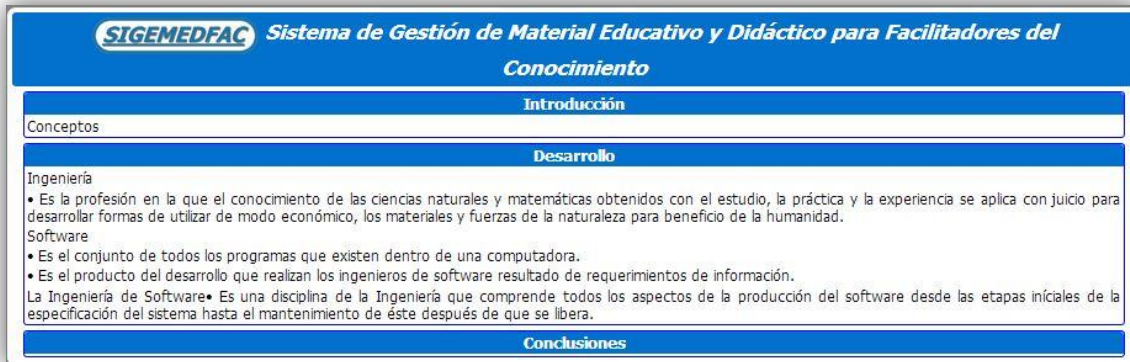 SIGEMEDFAC Sistema de Gestión de Material Educativo y Didáctico para Facilitadores del
Conocimiento
Introducción
Conceptos
Desarrollo
Ingeniería
• Es la profesión en la que el conocimiento de las ciencias naturales y matemáticas obtenidos con el estudio, la práctica y la experiencia se aplica con juicio para
desarrollar formas de utilizar de modo económico, los materiales y fuerzas de la naturaleza para beneficio de la humanidad.
Software
• Es el conjunto de todos los programas que existen dentro de una computadora.
• Es el producto del desarrollo que realizan los ingenieros de software resultado de requerimientos de información.
La Ingeniería de Software• Es una disciplina de la Ingeniería que comprende todos los aspectos de la producción del software desde las etapas iníciales de la
especificación del sistema hasta el mantenimiento de éste después de que se libera.
Conclusiones